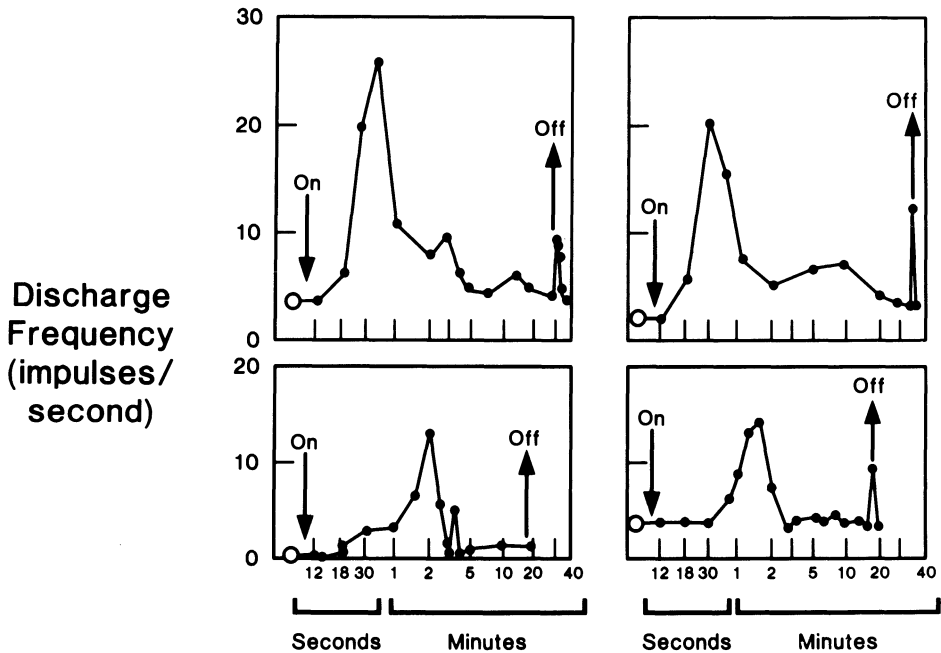 30
20
10
0
On
Off
On
Off
Discharge
Frequency
(impulses/
second)
20
10
0
On
Off
12 18 30 1 2 5 10 20 40
On
Off
12 18 30 1 2 5 10 20 40
Seconds Minutes
Seconds Minutes